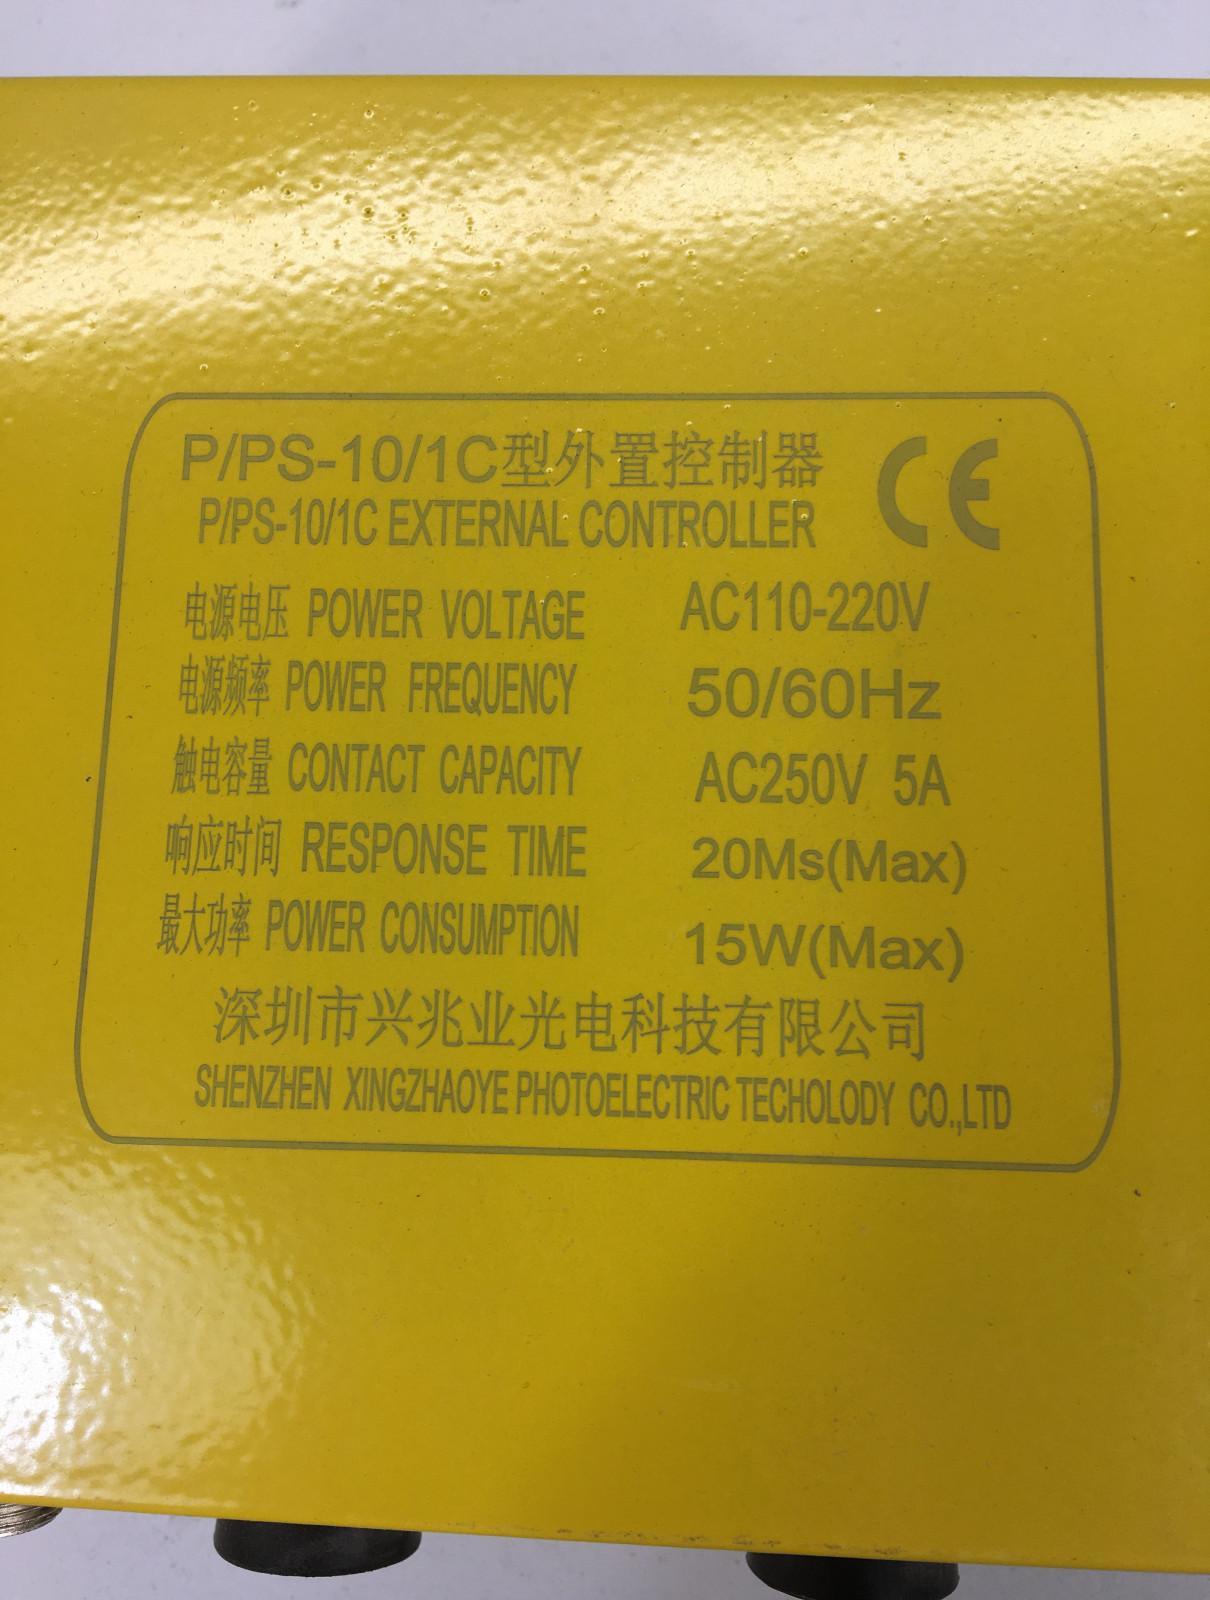 P/PS-10/1C型外置控制器 CE
P/PS-10/1C EXTERNAL CONTROLLER
电源电压 POWER VOLTAGE AC110-220V
电源频率 POWER FREQUENCY 50/60Hz
触电容量 CONTACT CAPACITY AC250V 5A
响应时间 RESPONSE TIME 20Ms(Max)
最大功率 POWER CONSUMPTION 15W(Max)
深圳市兴兆业光电科技有限公司
SHENZHEN XINGZHAOYE PHOTOELECTRIC TECHOLODY CO.,LTD